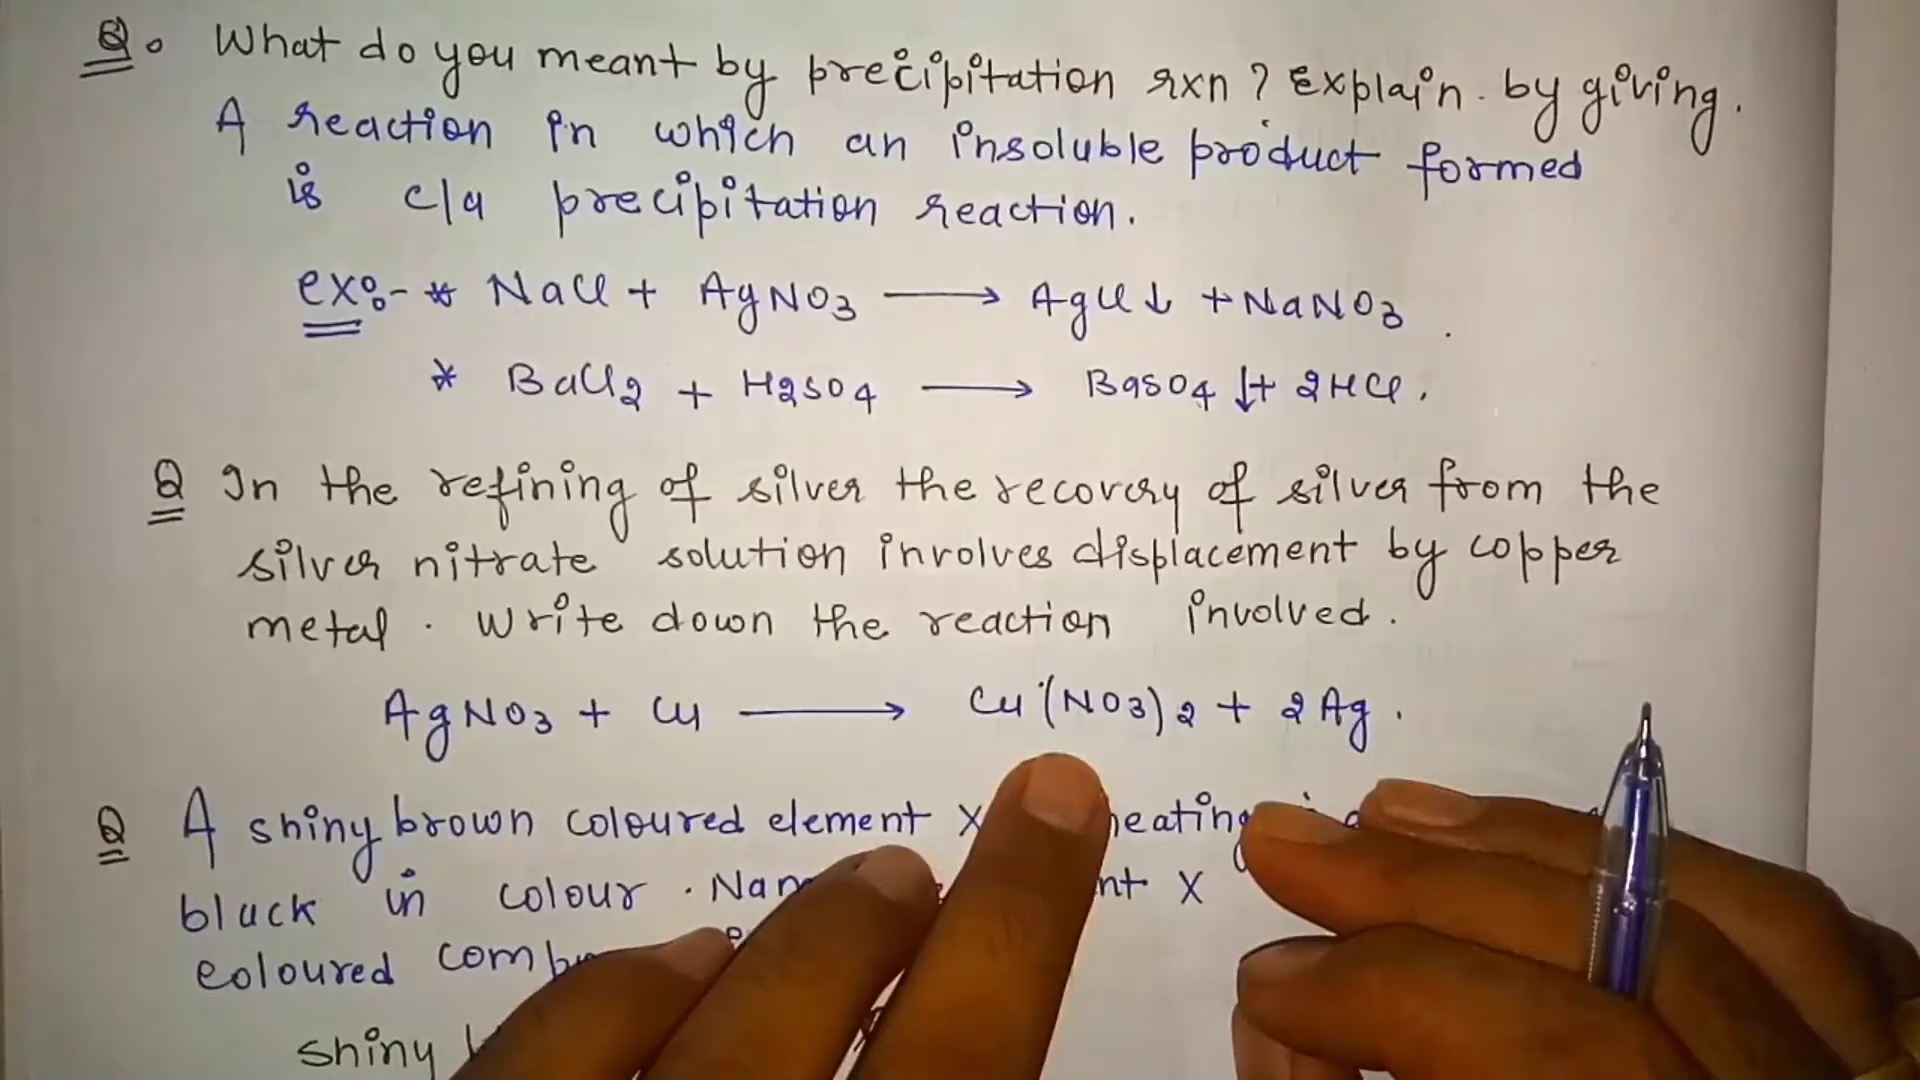 Q. What do you meant by precipitation rxn? Explain. by giving.
A reaction in which an insoluble product formed
is c/a precipitation reaction.
ex:- * NaCl + AgNO3 → AgCl↓ + NaNO3
* BaCl2 + H2SO4 → BaSO4 ↓+ 2HCl.
Q In the refining of silver the recovery of silver from the
silver nitrate solution involves displacement by copper
metal. Write down the reaction involved.
AgNO3 + Cu → Cu(NO3)2 + 2Ag.
Q A shiny brown coloured element X heating
black in colour. X
coloured
shiny